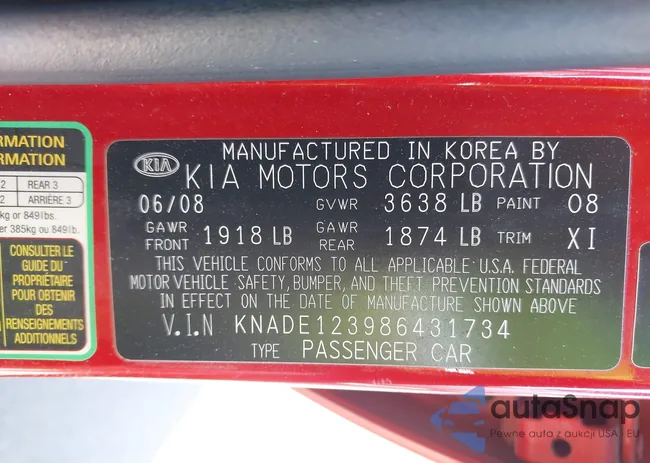 RMATION
ORMATION
2 REAR 3
2 ARRIÈRE 3
kg or 849lbs.
er 385kg ou 849lb.
CONSULTER LE
GUIDE DU
PROPRIÉTAIRE
POUR OBTENIR
DES
RENSEIGNEMENTS
ADDITIONNELS
KIA
MANUFACTURED IN KOREA BY
KIA MOTORS CORPORATION
06/08 GVWR 3638 LB PAINT 08
GAWR FRONT 1918 LB GAWR REAR 1874 LB TRIM XI
THIS VEHICLE CONFORMS TO ALL APPLICABLE U.S.A. FEDERAL
MOTOR VEHICLE SAFETY, BUMPER, AND THEFT PREVENTION STANDARDS
IN EFFECT ON THE DATE OF MANUFACTURE SHOWN ABOVE
V.I.N KNADE123986431734
TYPE PASSENGER CAR
autoSnap
Pewne auta z aukcji USA i EU